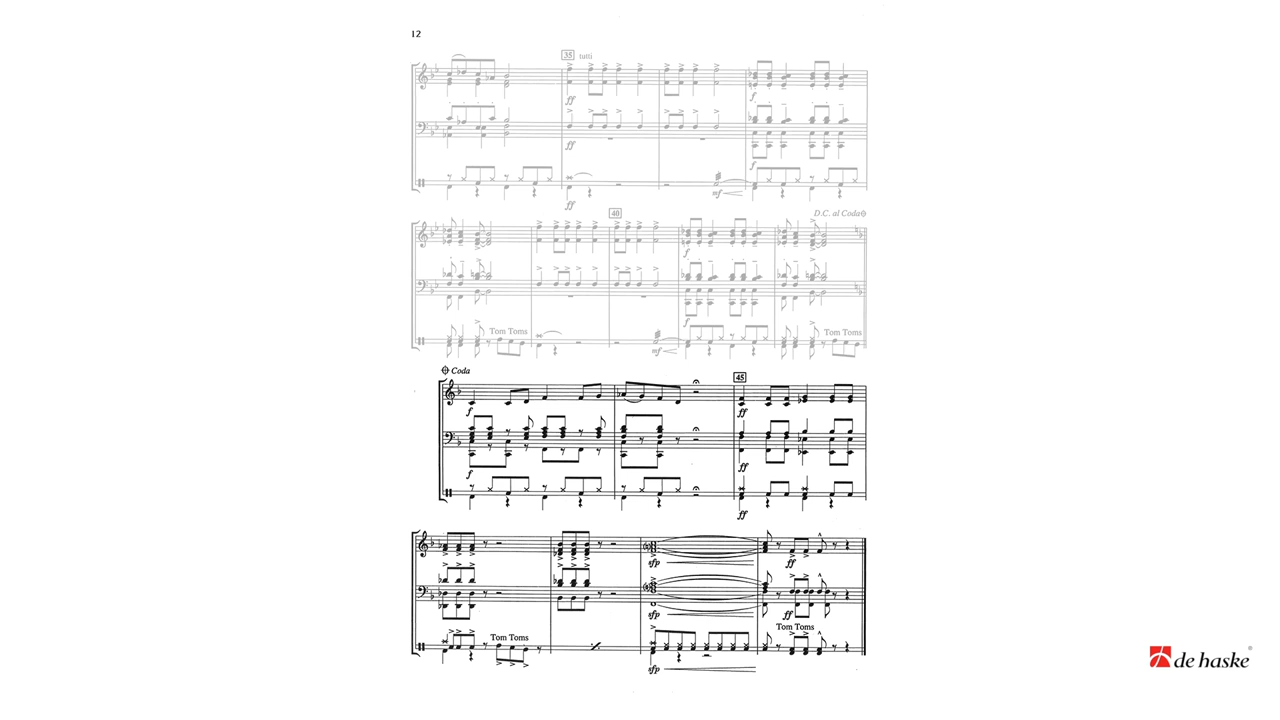 12
35 tutti
ff
ff
f
f
mf
ff
40
D.C. al Coda
f
f
Tom Toms
Tom Toms
mf
Coda
45
f
ff
f
ff
ff
sfp
ff
sfp
ff
Tom Toms
Tom Toms
sfp
de haske